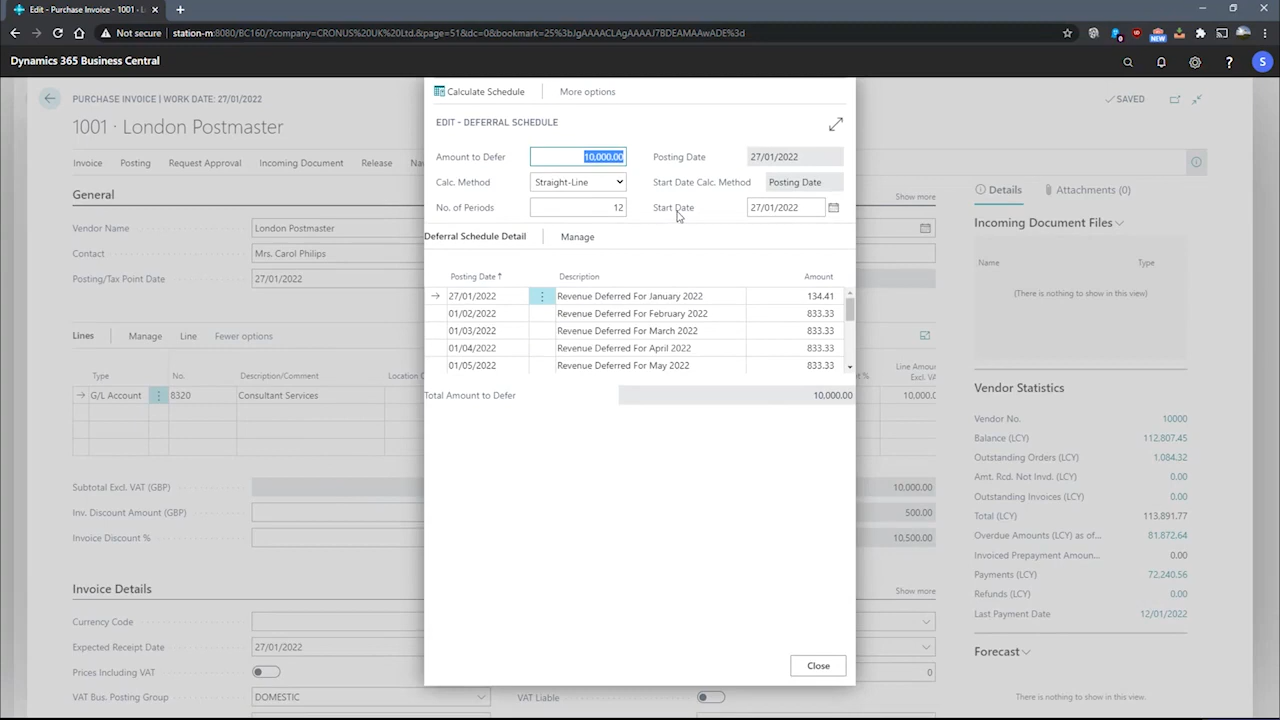 Edit - Purchase Invoice - 1001 · L
Not secure station-m:8080/BC160/?company=CRONUS%20UK%20Ltd.&page=51&dc=0&bookmark=25%3bJgAAAACLAgAAAAJ7BDEAMAAwADE%3d
NEW
Dynamics 365 Business Central
S
PURCHASE INVOICE | WORK DATE: 27/01/2022
SAVED
1001 · London Postmaster
Invoice Posting Request Approval Incoming Document Release
General
Show more
Vendor Name London Postmaster
Contact Mrs. Carol Philips
Posting/Tax Point Date 27/01/2022
Lines Manage Line Fewer options
Type No. Description/Comment Location
Line Amount
Excl. VA
G/L Account 8320 Consultant Services 10,000.
Subtotal Excl. VAT (GBP) 10,000.00
Inv. Discount Amount (GBP) 500.00
Invoice Discount % 10,500.00
Invoice Details
Show more
Currency Code
Expected Receipt Date 27/01/2022
Prices Including VAT 0
VAT Bus. Posting Group DOMESTIC VAT Liable
Calculate Schedule More options
EDIT - DEFERRAL SCHEDULE
Amount to Defer 10,000.00 Posting Date 27/01/2022
Calc. Method Straight-Line Start Date Calc. Method Posting Date
No. of Periods 12 Start Date 27/01/2022
Deferral Schedule Detail Manage
Posting Date ↑ Description Amount
27/01/2022 Revenue Deferred For January 2022 134.41
01/02/2022 Revenue Deferred For February 2022 833.33
01/03/2022 Revenue Deferred For March 2022 833.33
01/04/2022 Revenue Deferred For April 2022 833.33
01/05/2022 Revenue Deferred For May 2022 833.33
Total Amount to Defer 10,000.00
Close
Details Attachments (0)
Incoming Document Files
Name Type
(There is nothing to show in this view)
Vendor Statistics
Vendor No. 10000
Balance (LCY) 112,807.45
Outstanding Orders (LCY) 1,084.32
Amt. Rcd. Not Invd. (LCY) 0.00
Outstanding Invoices (LCY) 0.00
Total (LCY) 113,891.77
Overdue Amounts (LCY) as of... 81,872.64
Invoiced Prepayment Amoun... 0.00
Payments (LCY) 72,240.56
Refunds (LCY) 0.00
Last Payment Date 12/01/2022
Forecast
There is nothing to show in this view